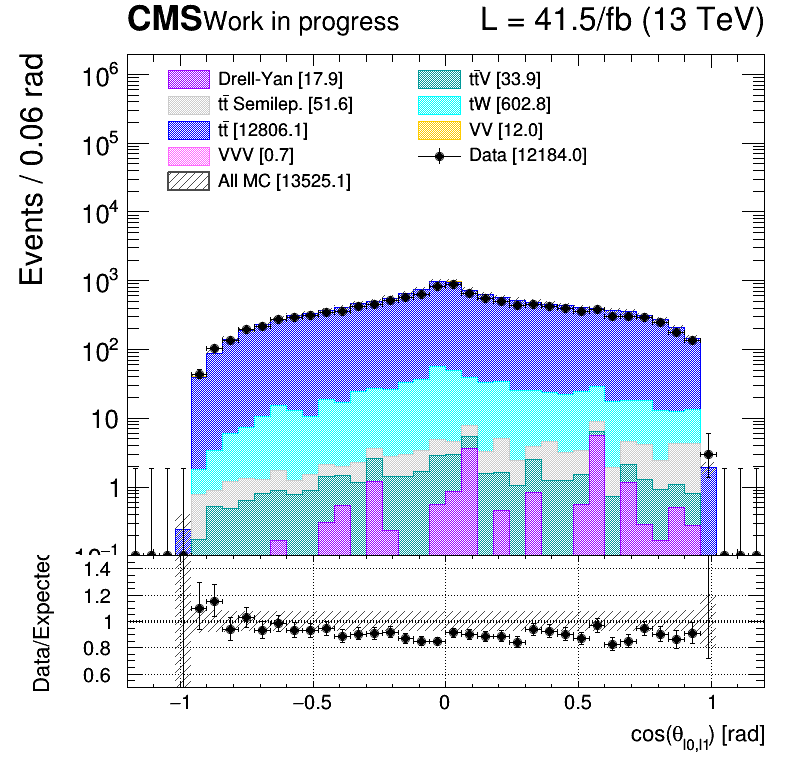 CMS Work in progress L = 41.5/fb (13 TeV)
Events / 0.06 rad
10⁶
10⁵
10⁴
10³
10²
10
1
10⁻¹
Drell-Yan [17.9]
tt̄ Semilep. [51.6]
tt̄ [12806.1]
VVV [0.7]
All MC [13525.1]
tt̄V [33.9]
tW [602.8]
VV [12.0]
Data [12184.0]
Data/Expected
1.4
1.2
1
0.8
0.6
−1 −0.5 0 0.5 1
cos(θ_{l0,l1}) [rad]